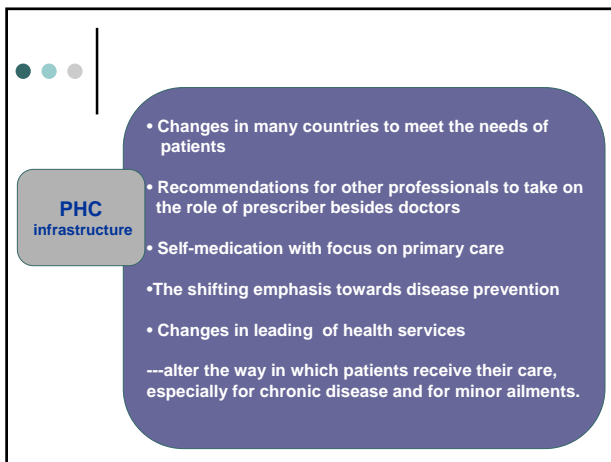 PHC
infrastructure
• Changes in many countries to meet the needs of
patients
• Recommendations for other professionals to take on
the role of prescriber besides doctors
• Self-medication with focus on primary care
•The shifting emphasis towards disease prevention
• Changes in leading of health services
---alter the way in which patients receive their care,
especially for chronic disease and for minor ailments.